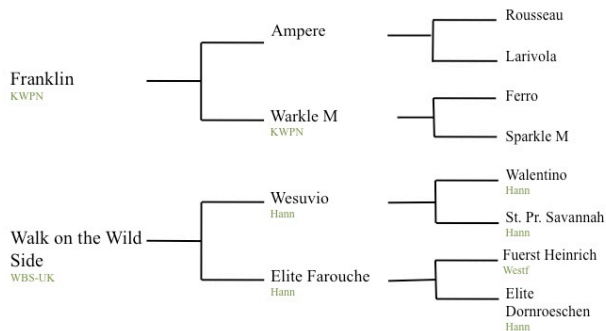 Franklin
KWPN
Ampere
Warkle M
KWPN
Rousseau
Larivola
Ferro
Sparkle M
Walk on the Wild
Side
WBS-UK
Wesuvio
Hann
Elite Farouche
Hann
Walentino
Hann
St. Pr. Savannah
Hann
Fuerst Heinrich
Westf
Elite
Dornroeschen
Hann